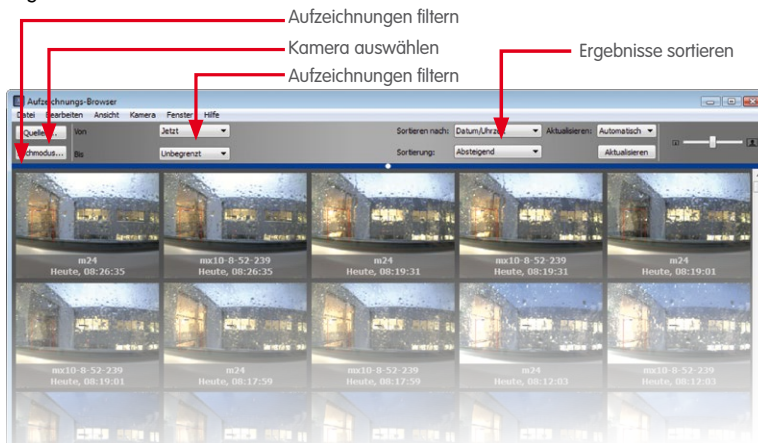 Aufzeichnungen filtern
Kamera auswählen
Ergebnisse sortieren
Aufzeichnungen filtern
Aufzeichnungs-Browser
Datei Bearbeiten Ansicht Kamera Fenster Hilfe
Von Jetzt Sortieren nach: Datum/Uhrzeit Aktualisieren: Automatisch
Bis Unbegrenzt Sortierung: Absteigend Aktualisieren
m24 mx10-8-52-239 m24 mx10-8-52-239 m24
Heute, 08:26:35 Heute, 08:26:35 Heute, 08:19:31 Heute, 08:19:31 Heute, 08:19:01
mx10-8-52-239 m24 mx10-8-52-239 m24 mx10-8-52-239
Heute, 08:19:01 Heute, 08:17:59 Heute, 08:17:59 Heute, 08:12:03 Heute, 08:12:03